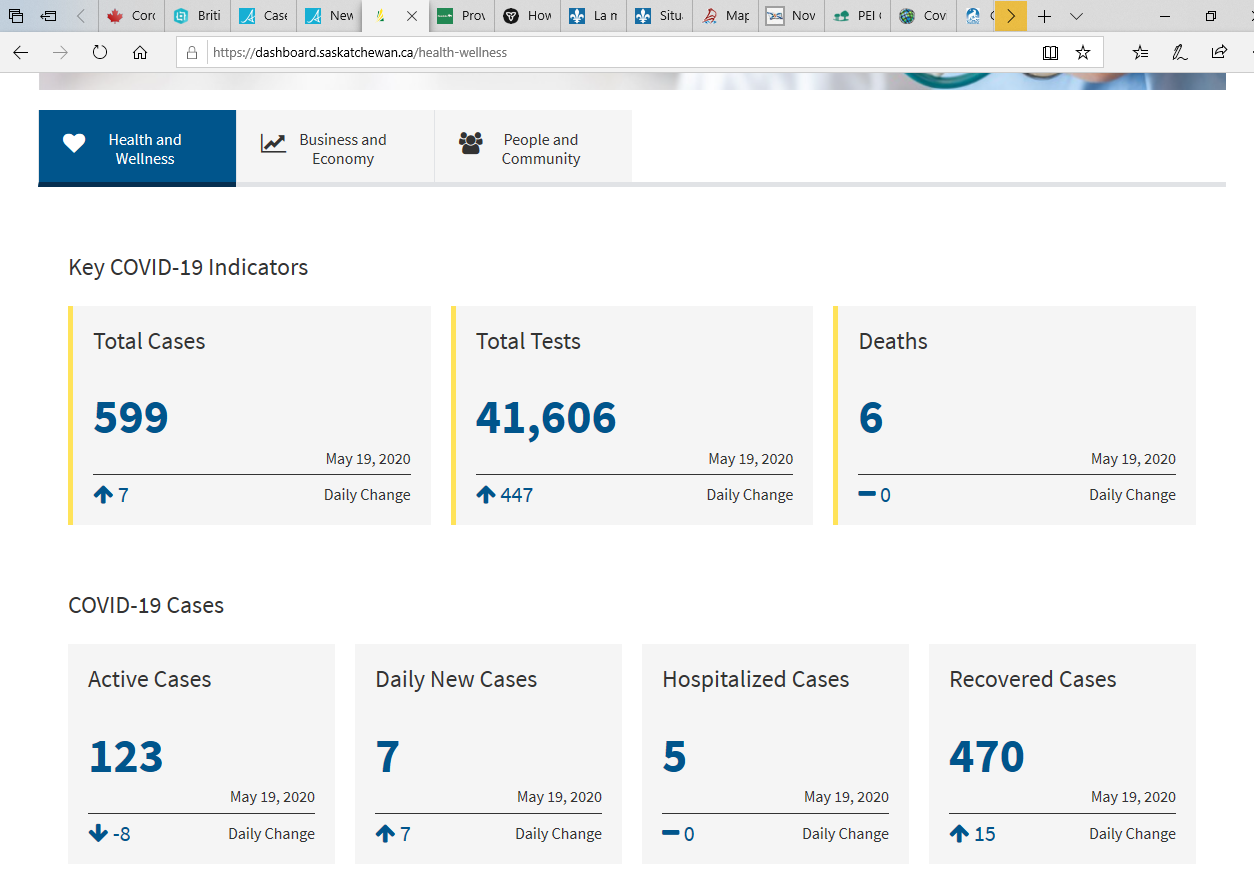 Corc
Briti
Case
New
Prov
How
La m
Situ
Map
Nov
PEI
Cov
https://dashboard.saskatchewan.ca/health-wellness
Health and
Wellness
Business and
Economy
People and
Community
Key COVID-19 Indicators
Total Cases
599
May 19, 2020
7 Daily Change
Total Tests
41,606
May 19, 2020
447 Daily Change
Deaths
6
May 19, 2020
0 Daily Change
COVID-19 Cases
Active Cases
123
May 19, 2020
-8 Daily Change
Daily New Cases
7
May 19, 2020
7 Daily Change
Hospitalized Cases
5
May 19, 2020
0 Daily Change
Recovered Cases
470
May 19, 2020
15 Daily Change